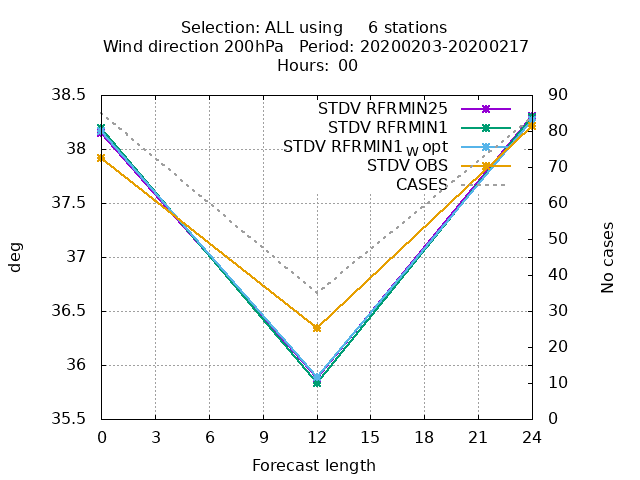 Selection: ALL using     6 stations
Wind direction 200hPa   Period: 20200203-20200217
Hours: 00
STDV RFRMIN25
STDV RFRMIN1
STDV RFRMIN1_W opt
STDV OBS
CASES
38.5
38
37.5
37
36.5
36
35.5
deg
90
80
70
60
50
40
30
20
10
0
No cases
0 3 6 9 12 15 18 21 24
Forecast length